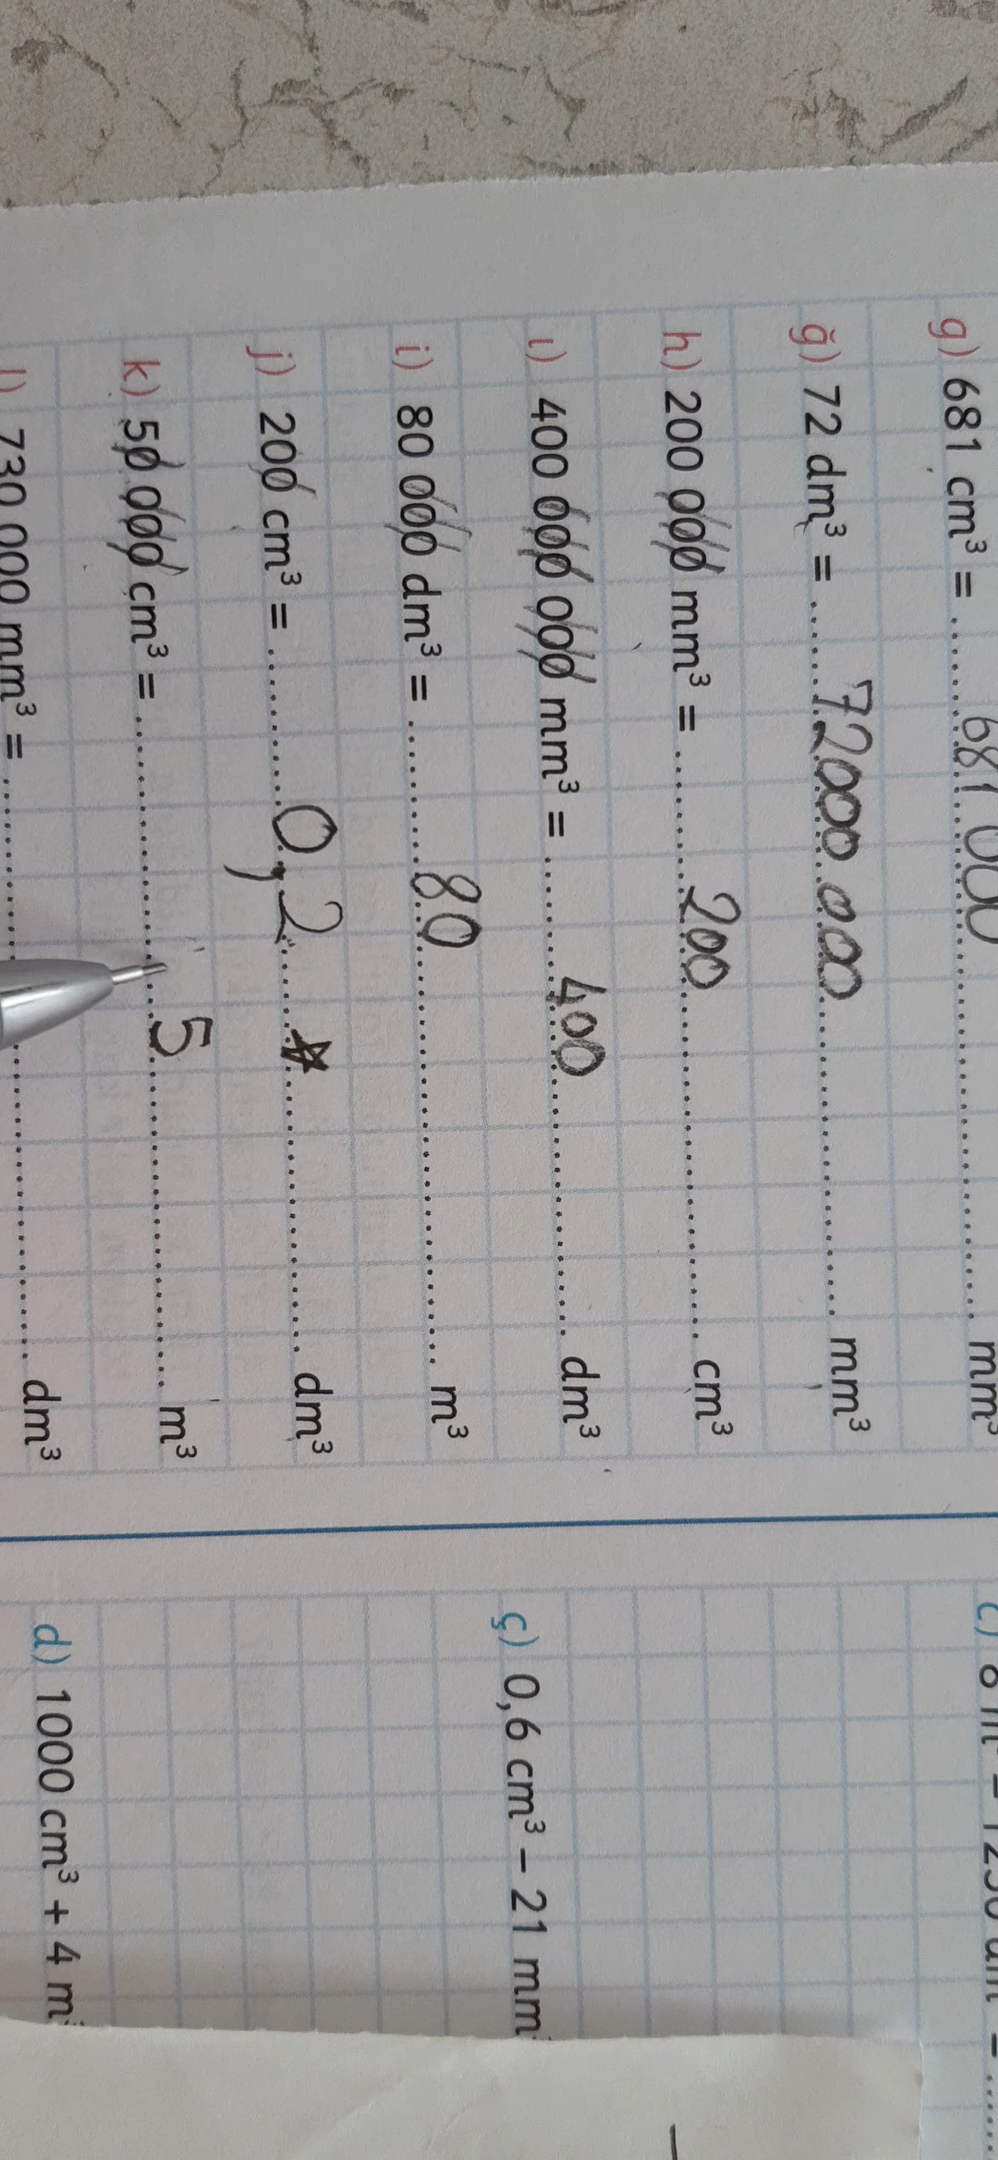 g) 681 cm³ = ........ 681 000 ........ mm³
ğ) 72 dm³ = ........ 72000 000 ........ mm³
h) 200 000 mm³ = ........ 200 ........ cm³
ı) 400 000 000 mm³ = ........ 400 ........ dm³
i) 80 000 dm³ = ........ 80 ........ m³
j) 200 cm³ = ........ 0,2 ........ dm³
k) 50 000 cm³ = ........ 5 ........ m³
l) 730 000 mm³ = ........ dm³
ç) 0,6 cm³ – 21 mm
d) 1000 cm³ + 4 m